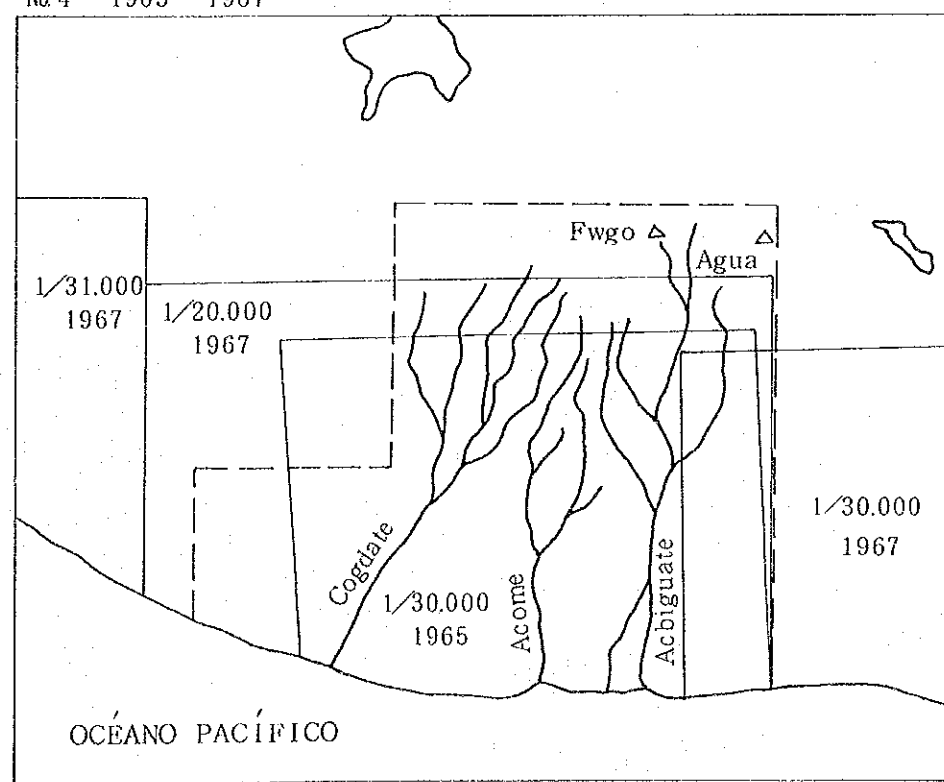 No.4 1965 1967
Fwgo
Agua
1/31.000
1967
1/20.000
1967
1/30.000
1967
Cogdate
1/30.000
1965
Acome
Acbiguate
OCÉANO PACÍFICO